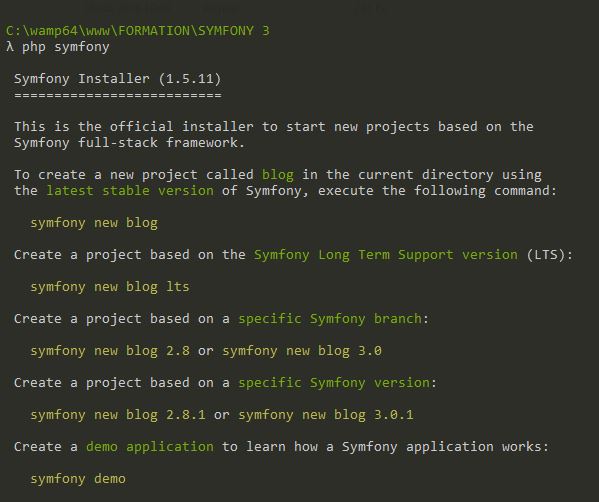 C:\wamp64\www\FORMATION\SYMFONY 3
λ php symfony
Symfony Installer (1.5.11)
==========================
This is the official installer to start new projects based on the
Symfony full-stack framework.
To create a new project called blog in the current directory using
the latest stable version of Symfony, execute the following command:
symfony new blog
Create a project based on the Symfony Long Term Support version (LTS):
symfony new blog lts
Create a project based on a specific Symfony branch:
symfony new blog 2.8 or symfony new blog 3.0
Create a project based on a specific Symfony version:
symfony new blog 2.8.1 or symfony new blog 3.0.1
Create a demo application to learn how a Symfony application works:
symfony demo